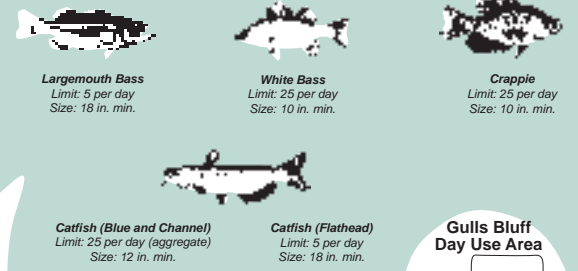 Largemouth Bass
Limit: 5 per day
Size: 18 in. min.
White Bass
Limit: 25 per day
Size: 10 in. min.
Crappie
Limit: 25 per day
Size: 10 in. min.
Catfish (Blue and Channel)
Limit: 25 per day (aggregate)
Size: 12 in. min.
Catfish (Flathead)
Limit: 5 per day
Size: 18 in. min.
Gulls Bluff
Day Use Area